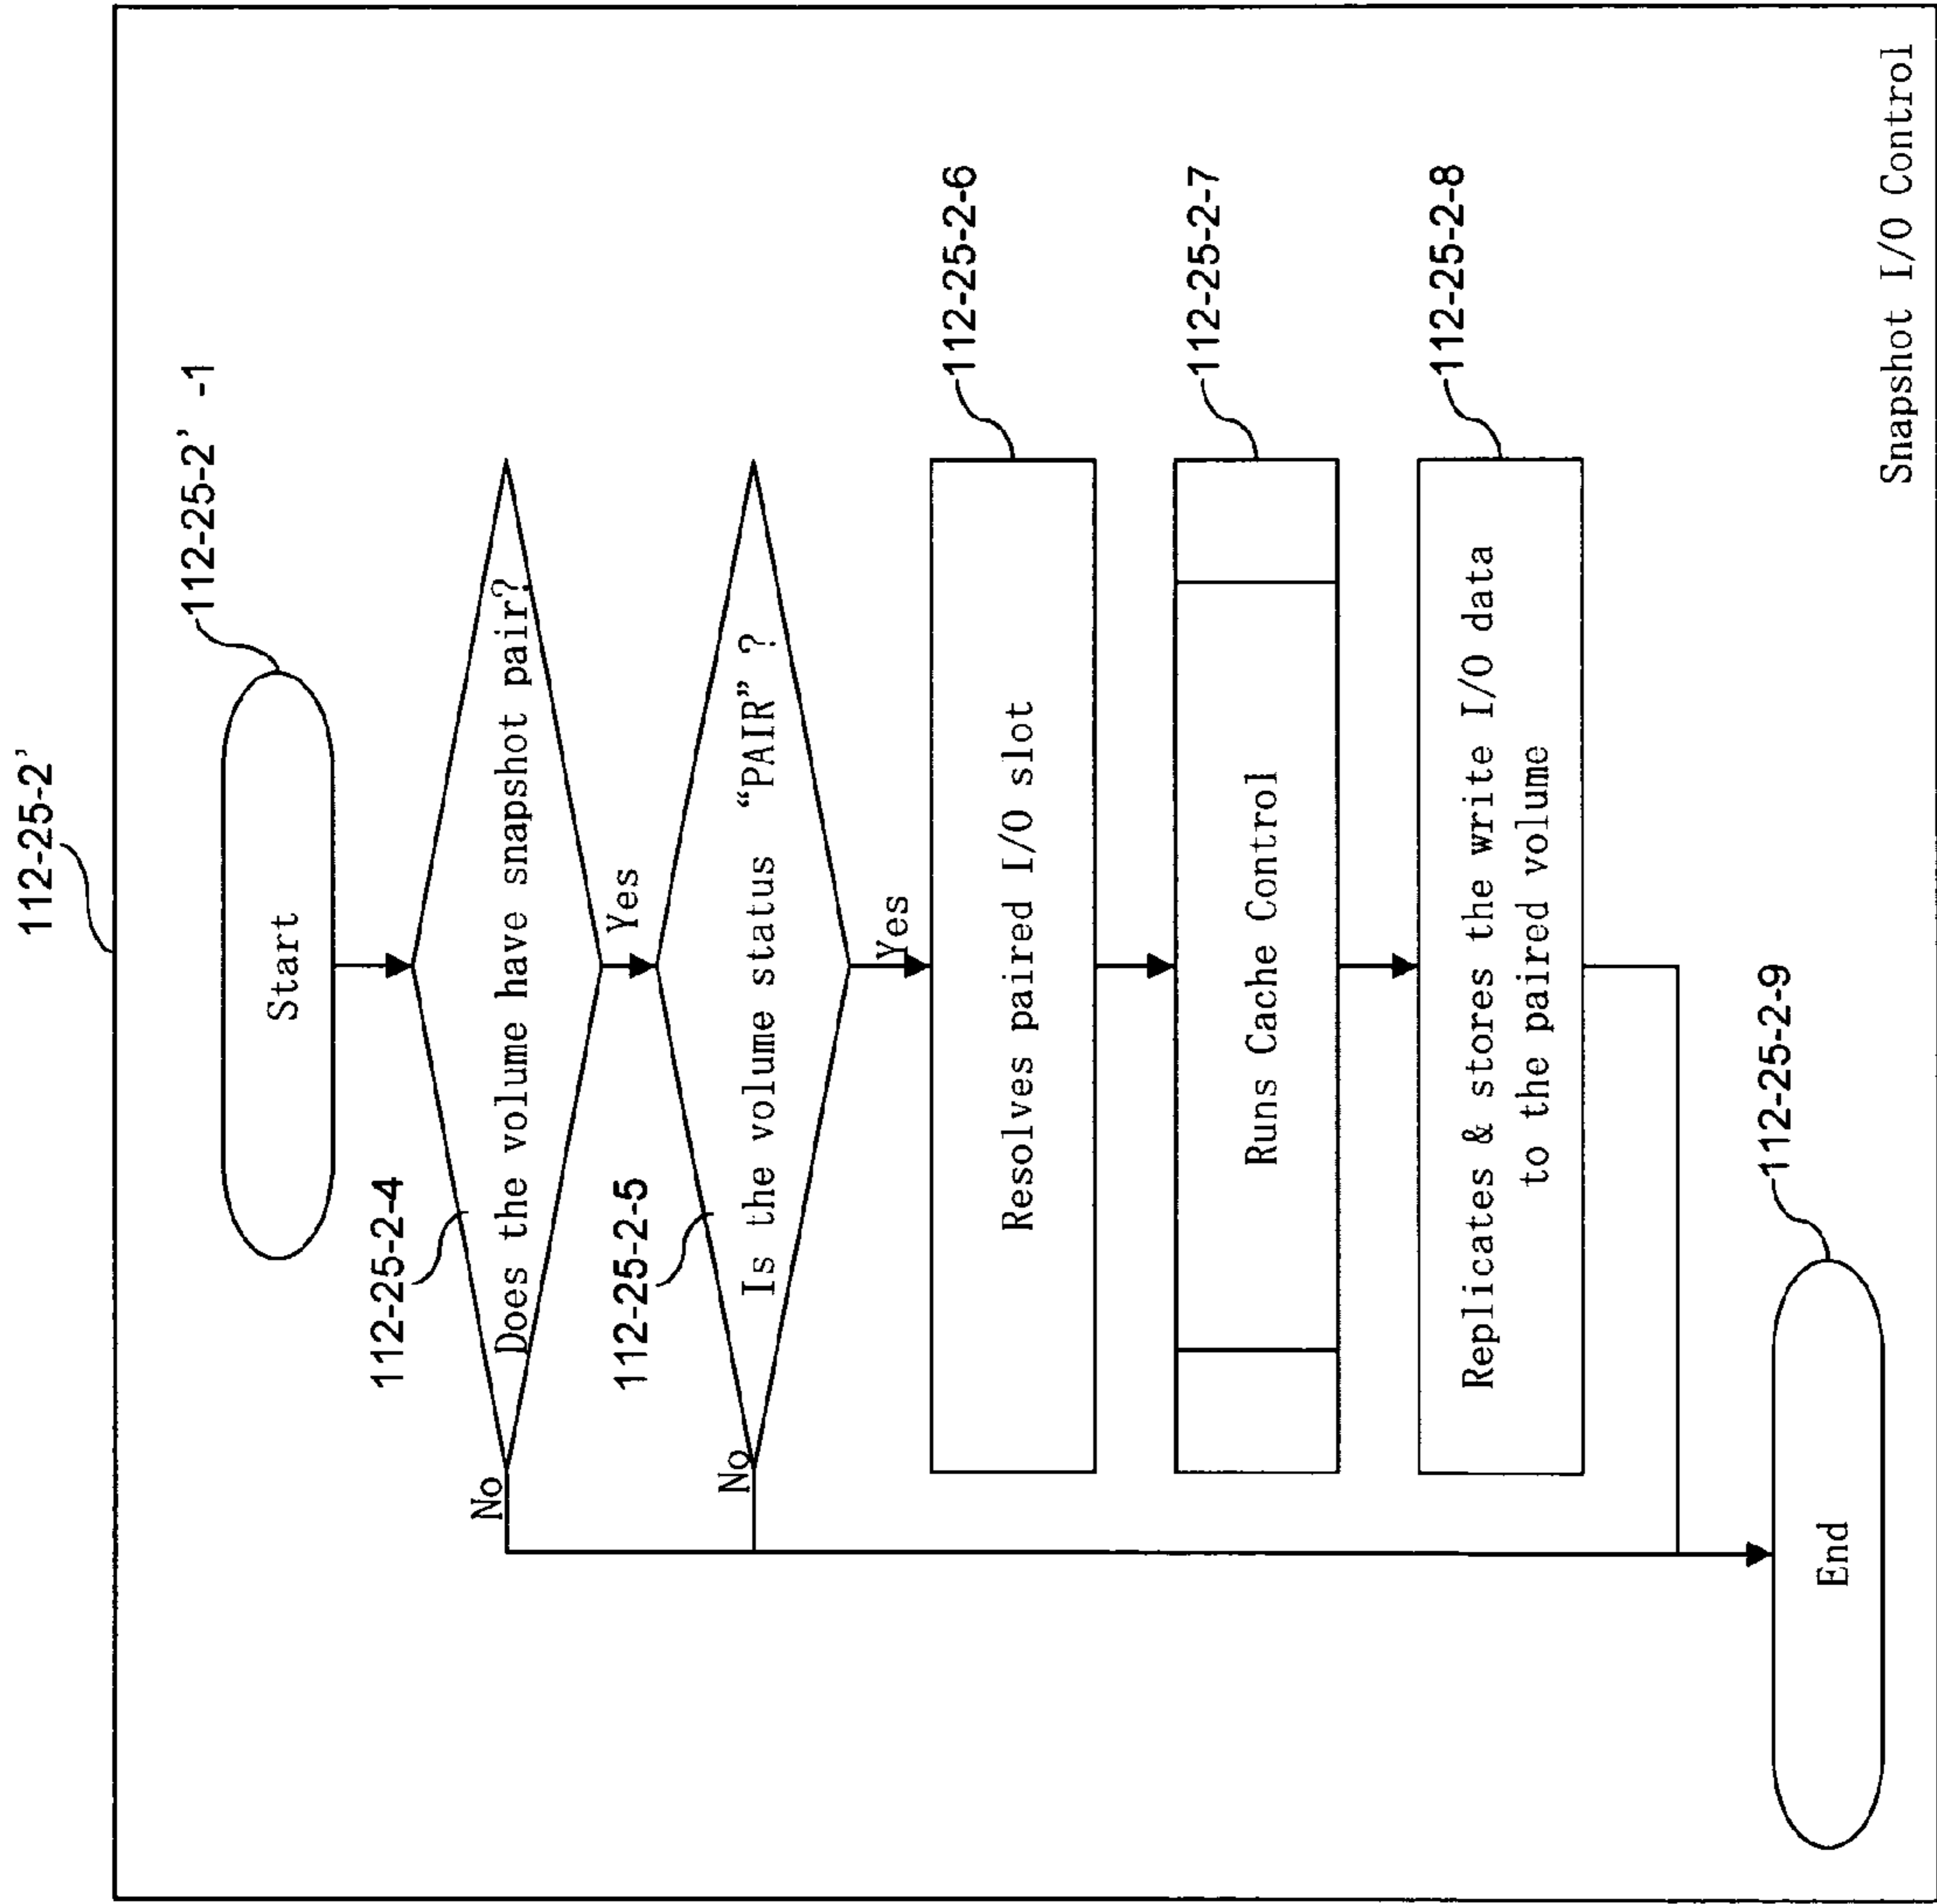 112-25-2’
112-25-2’ -1
Start
112-25-2-4
Does the volume have snapshot pair?
No
Yes
112-25-2-5
Is the volume status “PAIR” ?
No
Yes
112-25-2-6
Resolves paired I/O slot
112-25-2-7
Runs Cache Control
112-25-2-8
Replicates & stores the write I/O data
to the paired volume
112-25-2-9
End
Snapshot I/O Control